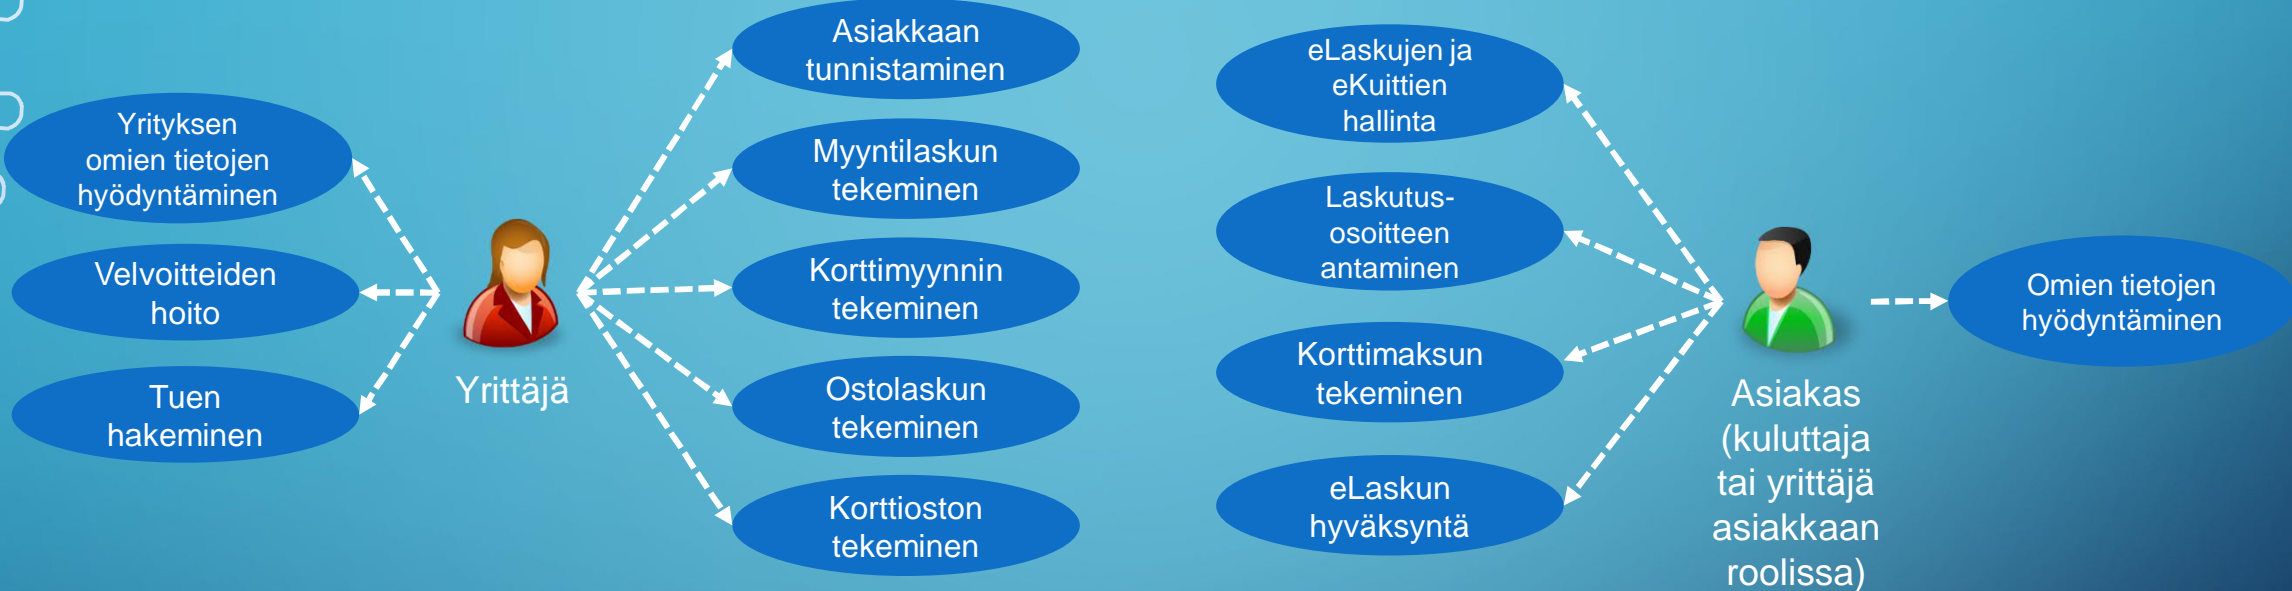 Yrityksen
omien tietojen
hyödyntäminen
Velvoitteiden
hoito
Tuen
hakeminen
Yrittäjä
Asiakkaan
tunnistaminen
Myyntilaskun
tekeminen
Korttimyynnin
tekeminen
Ostolaskun
tekeminen
Korttioston
tekeminen
eLaskujen ja
eKuittien
hallinta
Laskutus-
osoitteen
antaminen
Korttimaksun
tekeminen
eLaskun
hyväksyntä
Asiakas
(kuluttaja
tai yrittäjä
asiakkaan
roolissa)
Omien tietojen
hyödyntäminen